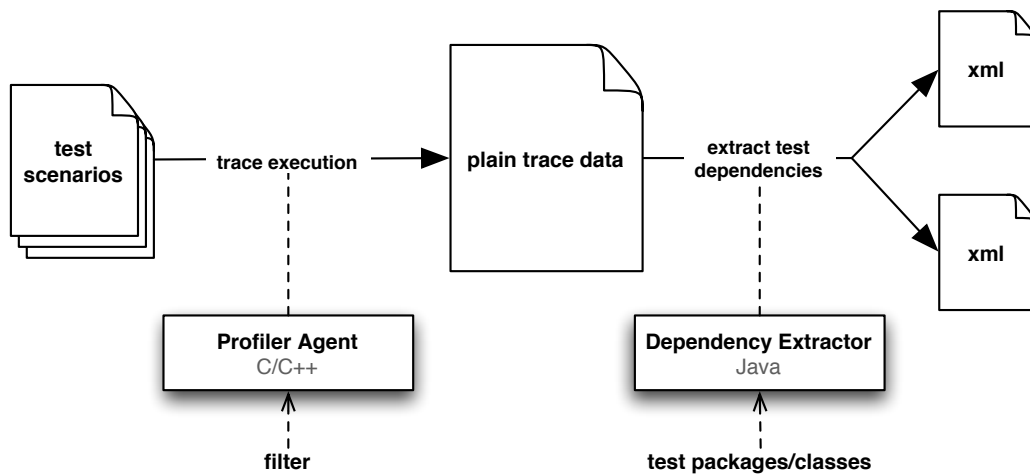 test
scenarios
trace execution
plain trace data
extract test
dependencies
xml
xml
Profiler Agent
C/C++
Dependency Extractor
Java
filter
test packages/classes